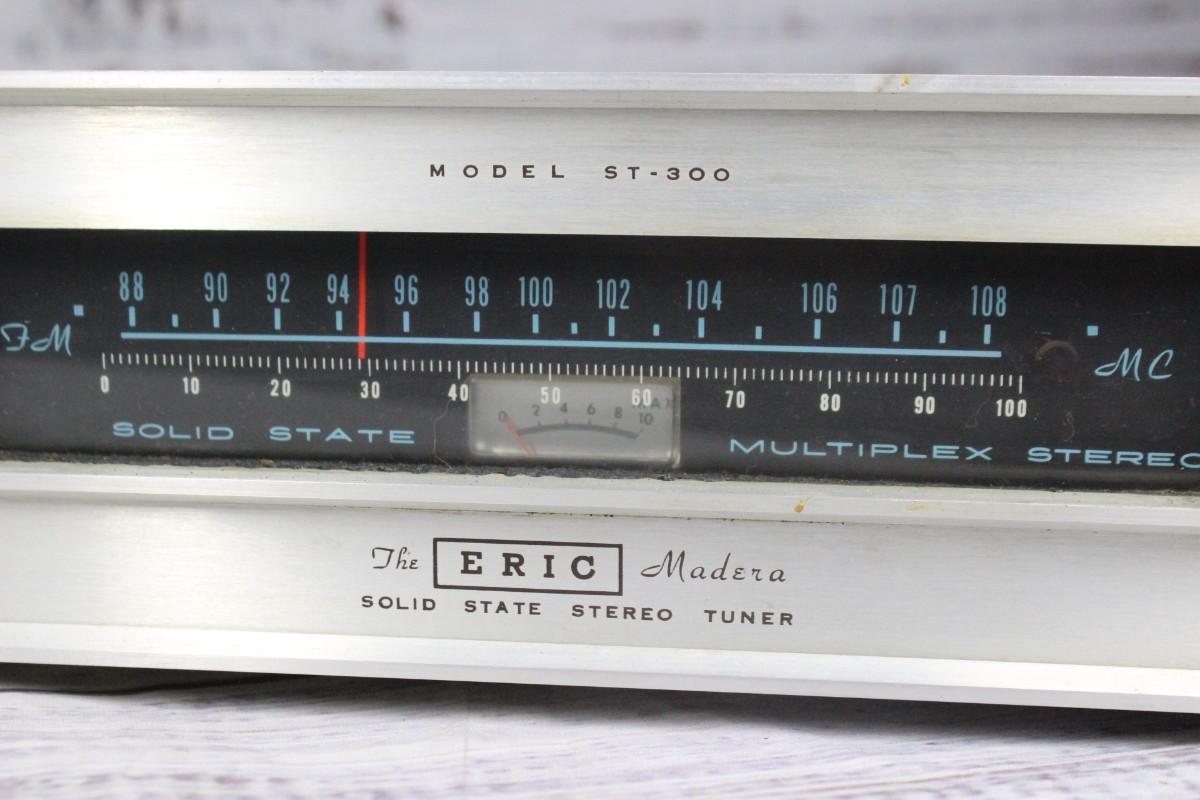 MODEL ST-300
88 90 92 94 96 98 100 102 104 106 107 108
FM MC
0 10 20 30 40 50 60 70 80 90 100
MAX
0 2 4 6 8 10
SOLID STATE MULTIPLEX STEREO
The ERIC Madera
SOLID STATE STEREO TUNER